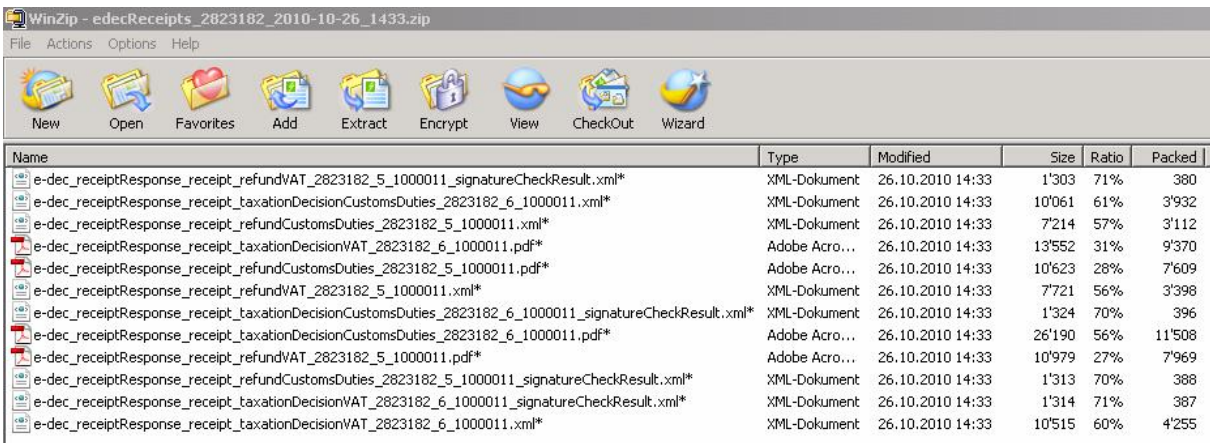 WinZip - edecReceipts_2823182_2010-10-26_1433.zip
File Actions Options Help
New Open Favorites Add Extract Encrypt View CheckOut Wizard
Name Type Modified Size Ratio Packed
e-dec_receiptResponse_receipt_refundVAT_2823182_5_1000011_signatureCheckResult.xml* XML-Dokument 26.10.2010 14:33 1'303 71% 380
e-dec_receiptResponse_receipt_taxationDecisionCustomsDuties_2823182_6_1000011.xml* XML-Dokument 26.10.2010 14:33 10'061 61% 3'932
e-dec_receiptResponse_receipt_refundCustomsDuties_2823182_5_1000011.xml* XML-Dokument 26.10.2010 14:33 7'214 57% 3'112
e-dec_receiptResponse_receipt_taxationDecisionVAT_2823182_6_1000011.pdf* Adobe Acro... 26.10.2010 14:33 13'552 31% 9'370
e-dec_receiptResponse_receipt_refundCustomsDuties_2823182_5_1000011.pdf* Adobe Acro... 26.10.2010 14:33 10'623 28% 7'609
e-dec_receiptResponse_receipt_refundVAT_2823182_5_1000011.xml* XML-Dokument 26.10.2010 14:33 7'721 56% 3'398
e-dec_receiptResponse_receipt_taxationDecisionCustomsDuties_2823182_6_1000011_signatureCheckResult.xml* XML-Dokument 26.10.2010 14:33 1'324 70% 396
e-dec_receiptResponse_receipt_taxationDecisionCustomsDuties_2823182_6_1000011.pdf* Adobe Acro... 26.10.2010 14:33 26'190 56% 11'508
e-dec_receiptResponse_receipt_refundVAT_2823182_5_1000011.pdf* Adobe Acro... 26.10.2010 14:33 10'979 27% 7'969
e-dec_receiptResponse_receipt_refundCustomsDuties_2823182_5_1000011_signatureCheckResult.xml* XML-Dokument 26.10.2010 14:33 1'313 70% 388
e-dec_receiptResponse_receipt_taxationDecisionVAT_2823182_6_1000011_signatureCheckResult.xml* XML-Dokument 26.10.2010 14:33 1'314 71% 387
e-dec_receiptResponse_receipt_taxationDecisionVAT_2823182_6_1000011.xml* XML-Dokument 26.10.2010 14:33 10'515 60% 4'255